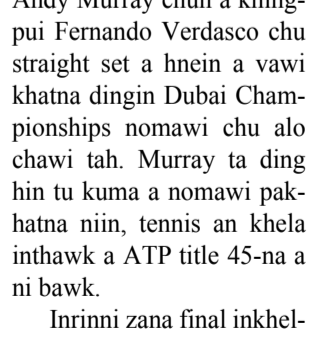 Andy Murray chuh a khing-
pui Fernando Verdasco chu
straight set a hnein a vawi
khatna dingin Dubai Cham-
pionships nomawi chu alo
chawi tah. Murray ta ding
hin tu kuma a nomawi pak-
hatna niin, tennis an khela
inthawk a ATP title 45-na a
ni bawk.
Inrinni zana final inkhel-